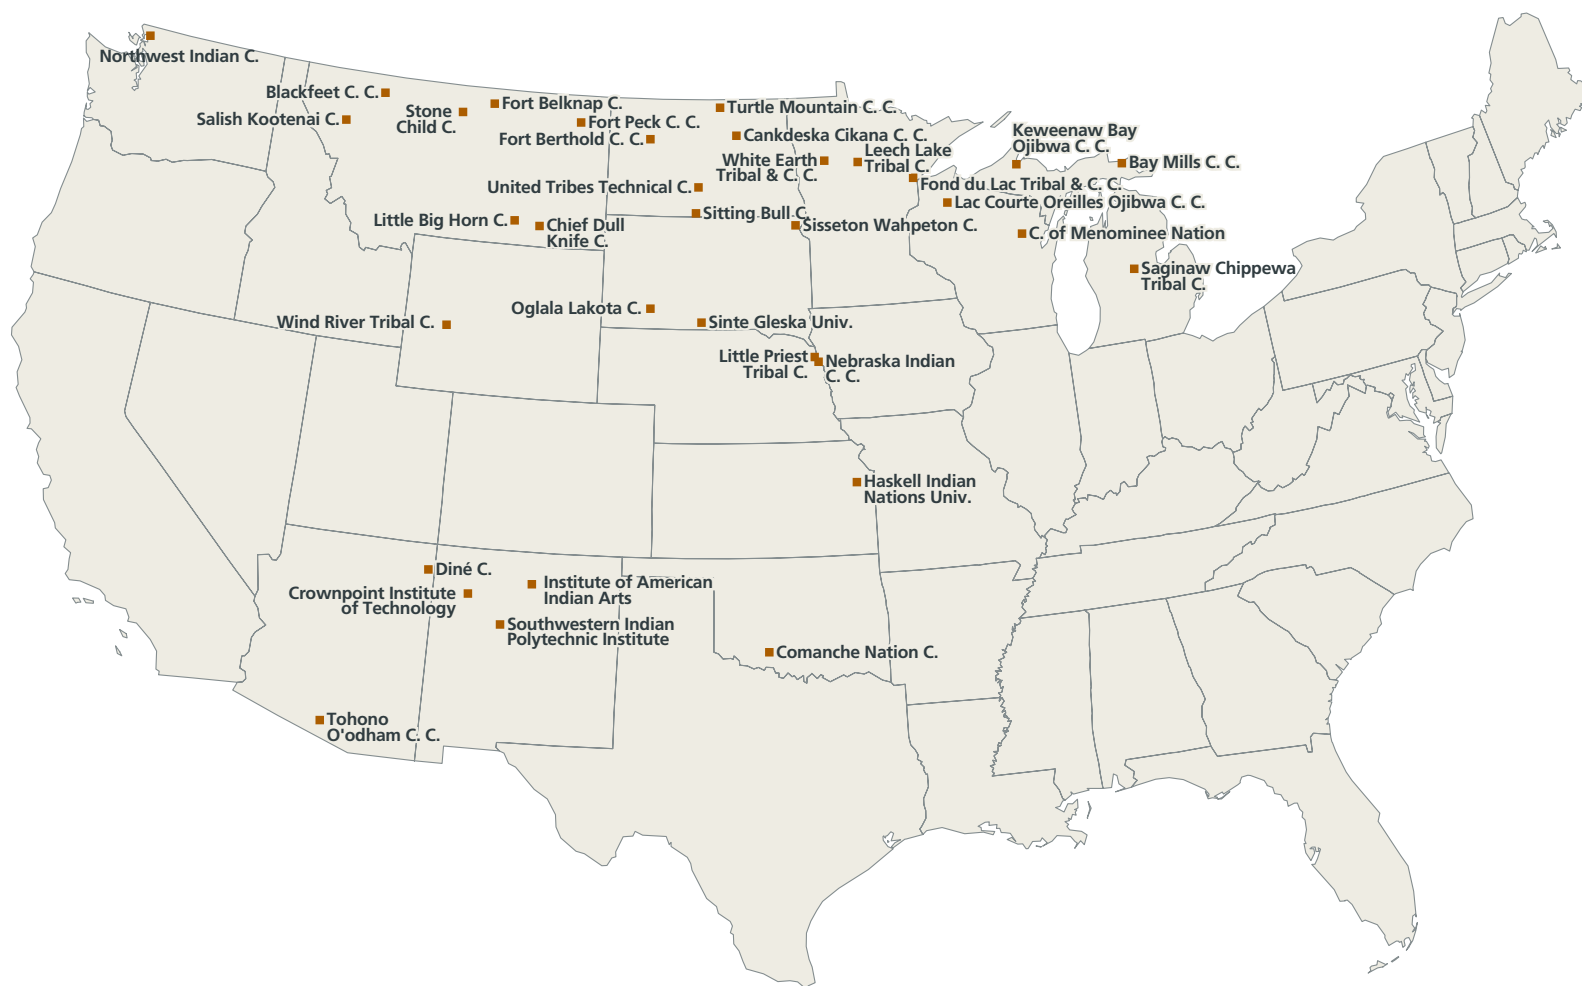 Northwest Indian C.
Blackfeet C. C.
Salish Kootenai C.
Stone
Child C.
Fort Belknap C.
Fort Peck C. C.
Fort Berthold C. C.
Turtle Mountain C. C.
Cankdeska Cikana C. C.
White Earth
Tribal & C. C.
Leech Lake
Tribal C.
Keweenaw Bay
Ojibwa C. C.
Bay Mills C. C.
Fond du Lac Tribal & C. C.
United Tribes Technical C.
Lac Courte Oreilles Ojibwa C. C.
Little Big Horn C.
Chief Dull
Knife C.
Sitting Bull C.
Sisseton Wahpeton C.
C. of Menominee Nation
Saginaw Chippewa
Tribal C.
Oglala Lakota C.
Wind River Tribal C.
Sinte Gleska Univ.
Little Priest
Tribal C.
Nebraska Indian
C. C.
Haskell Indian
Nations Univ.
Diné C.
Crownpoint Institute
of Technology
Institute of American
Indian Arts
Southwestern Indian
Polytechnic Institute
Comanche Nation C.
Tohono
O'odham C. C.